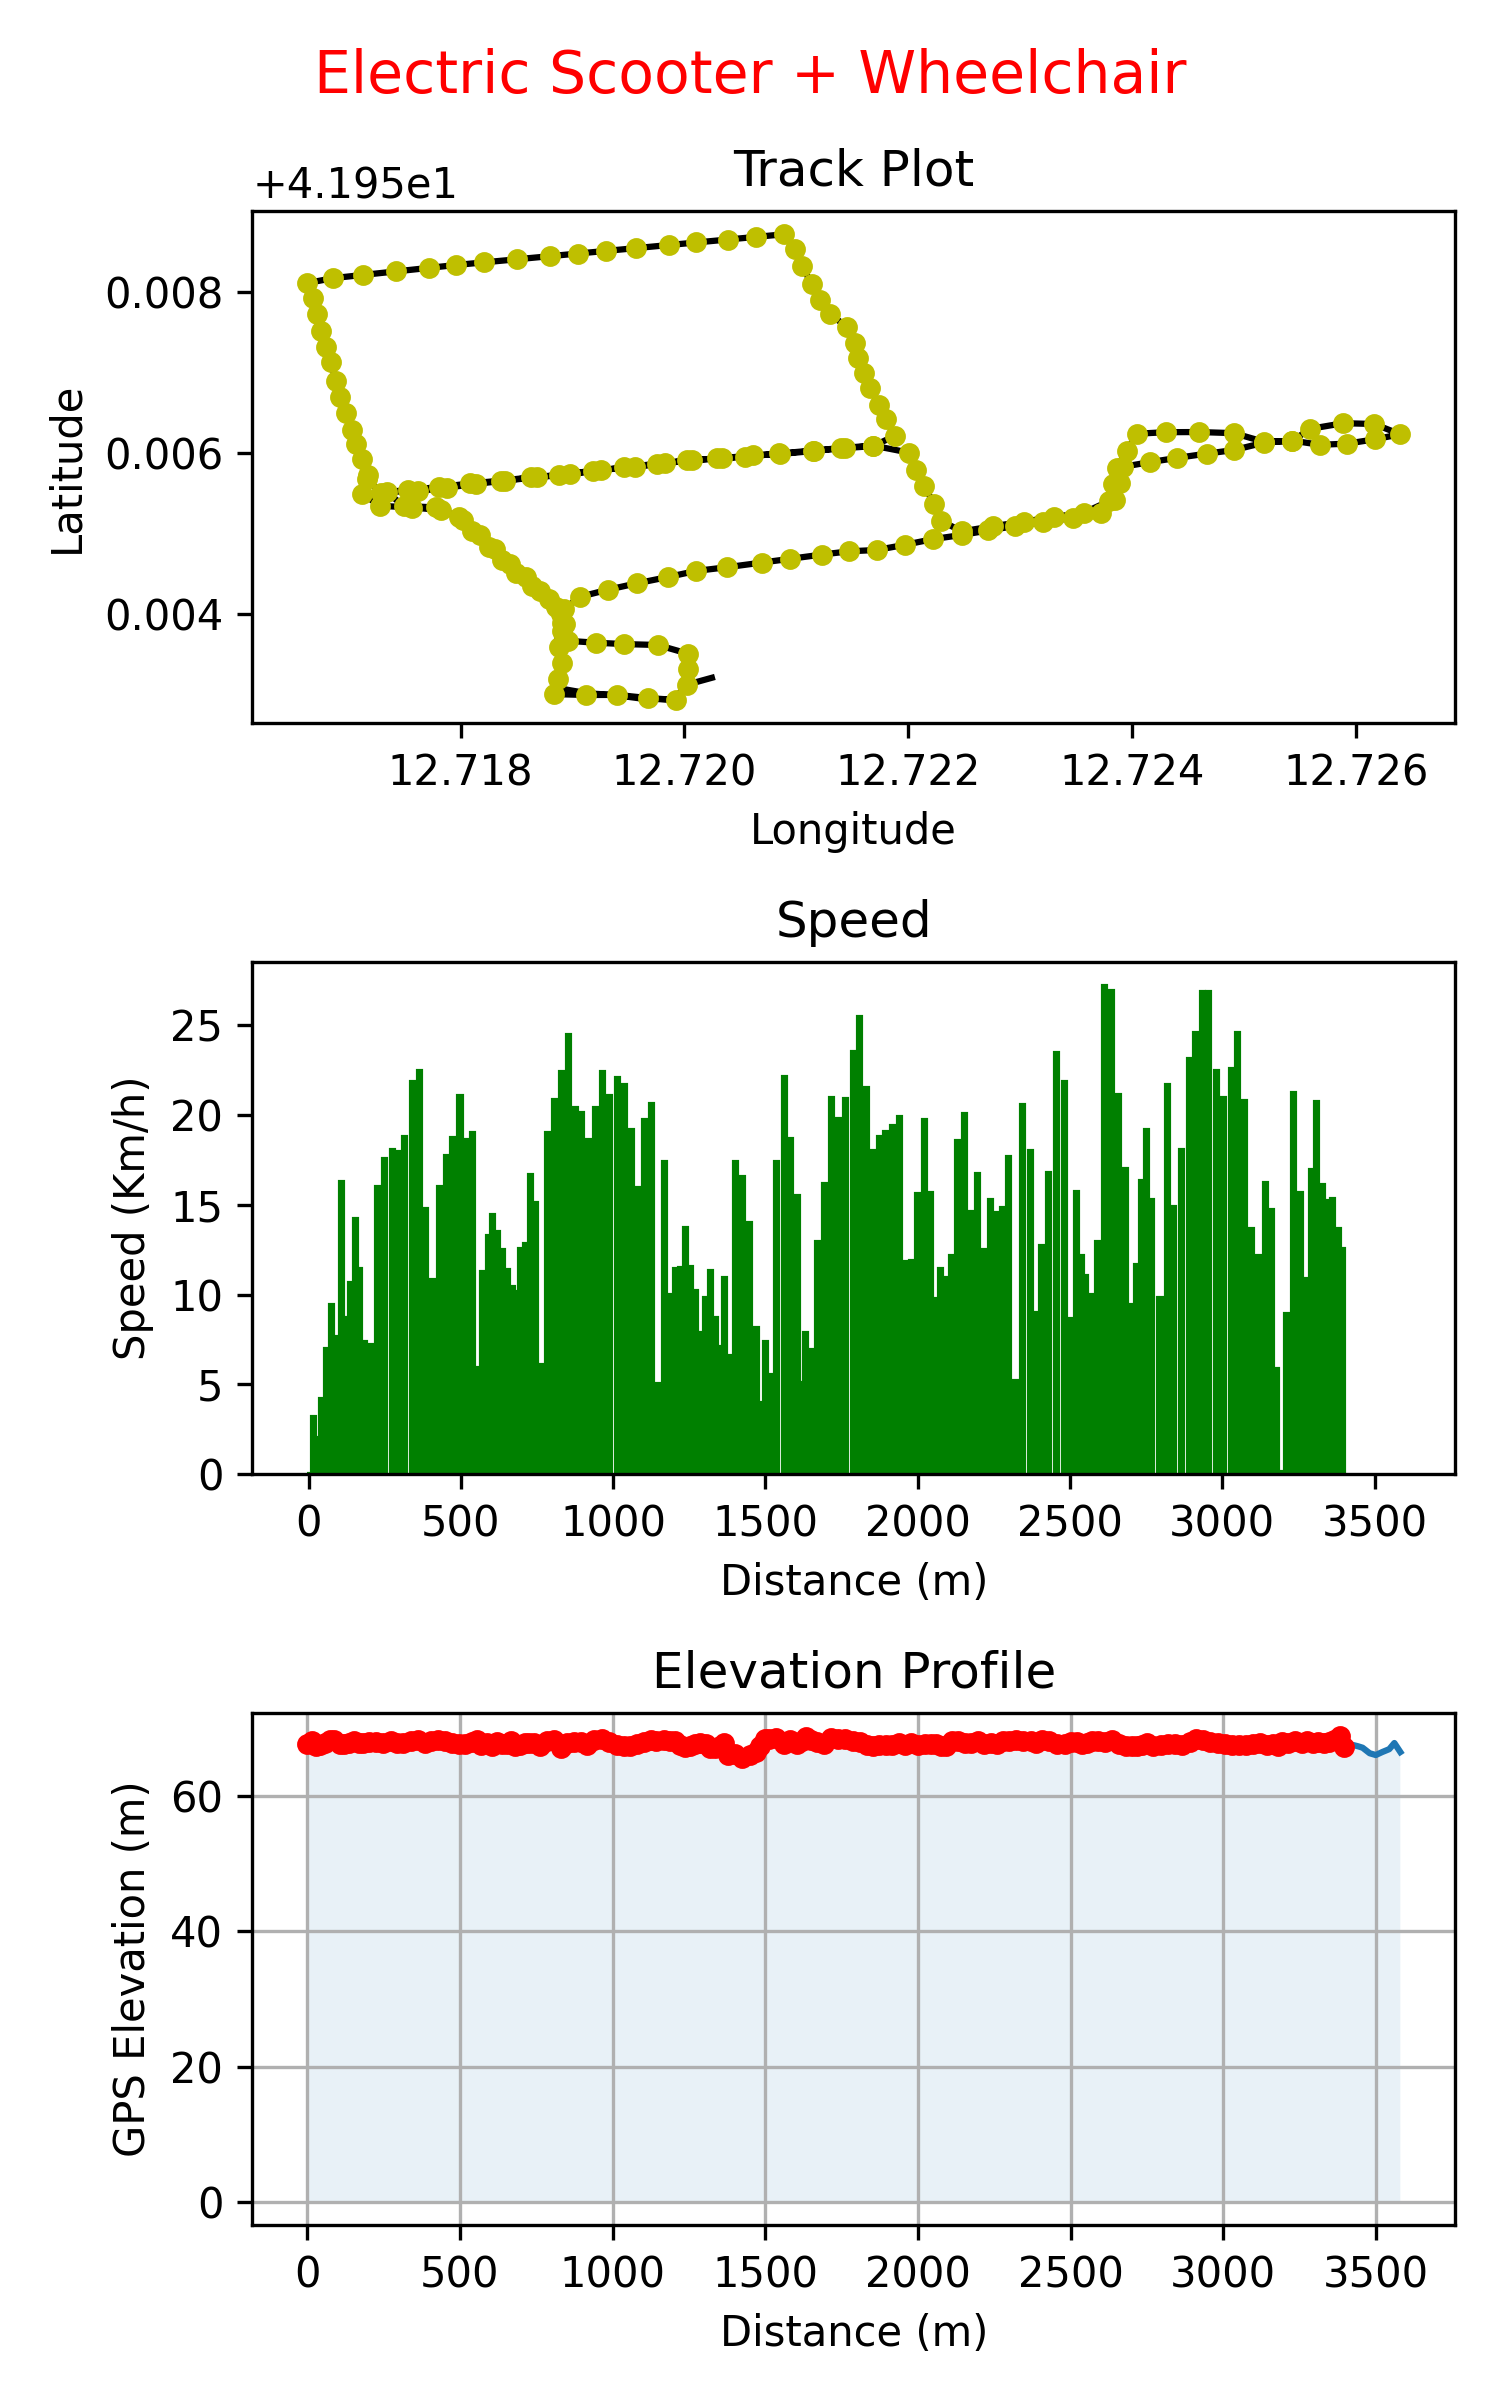 Electric Scooter + Wheelchair
Track Plot
+4.195e1
0.008
0.006
0.004
Latitude
12.718 12.720 12.722 12.724 12.726
Longitude
Speed
25
20
15
10
5
0
Speed (Km/h)
0 500 1000 1500 2000 2500 3000 3500
Distance (m)
Elevation Profile
60
40
20
0
GPS Elevation (m)
0 500 1000 1500 2000 2500 3000 3500
Distance (m)